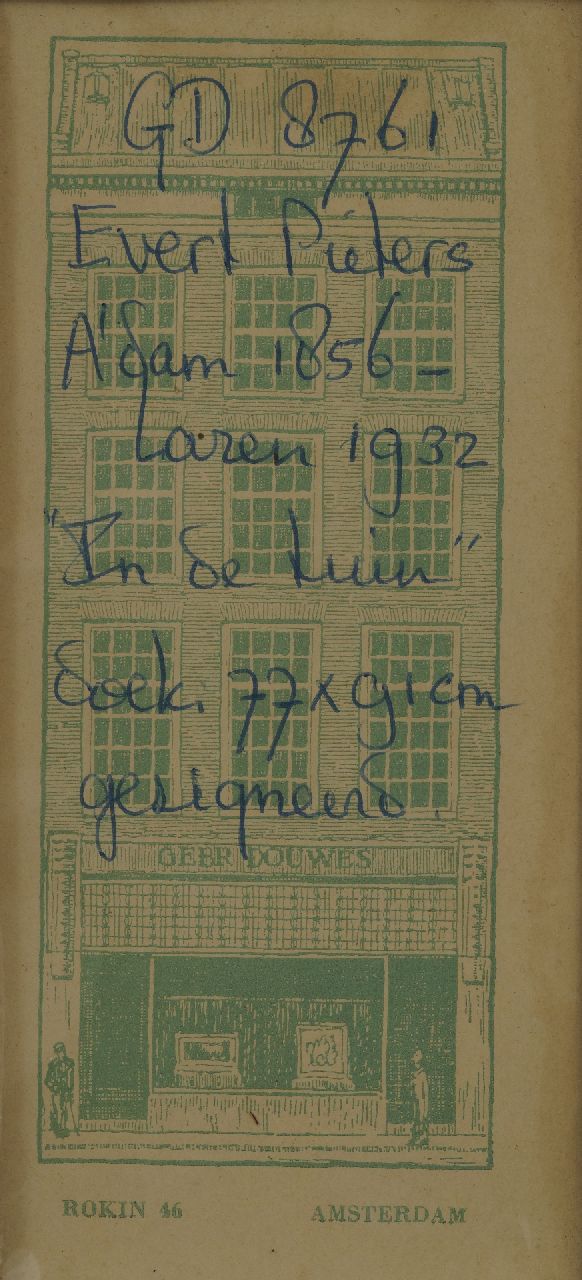 GD 8761
Evert Pieters
A'dam 1856 –
Laren 1932
"In de tuin"
doek. 77 x 91 cm
gesigneerd.
GEBR DOUWES
ROKIN 46 AMSTERDAM